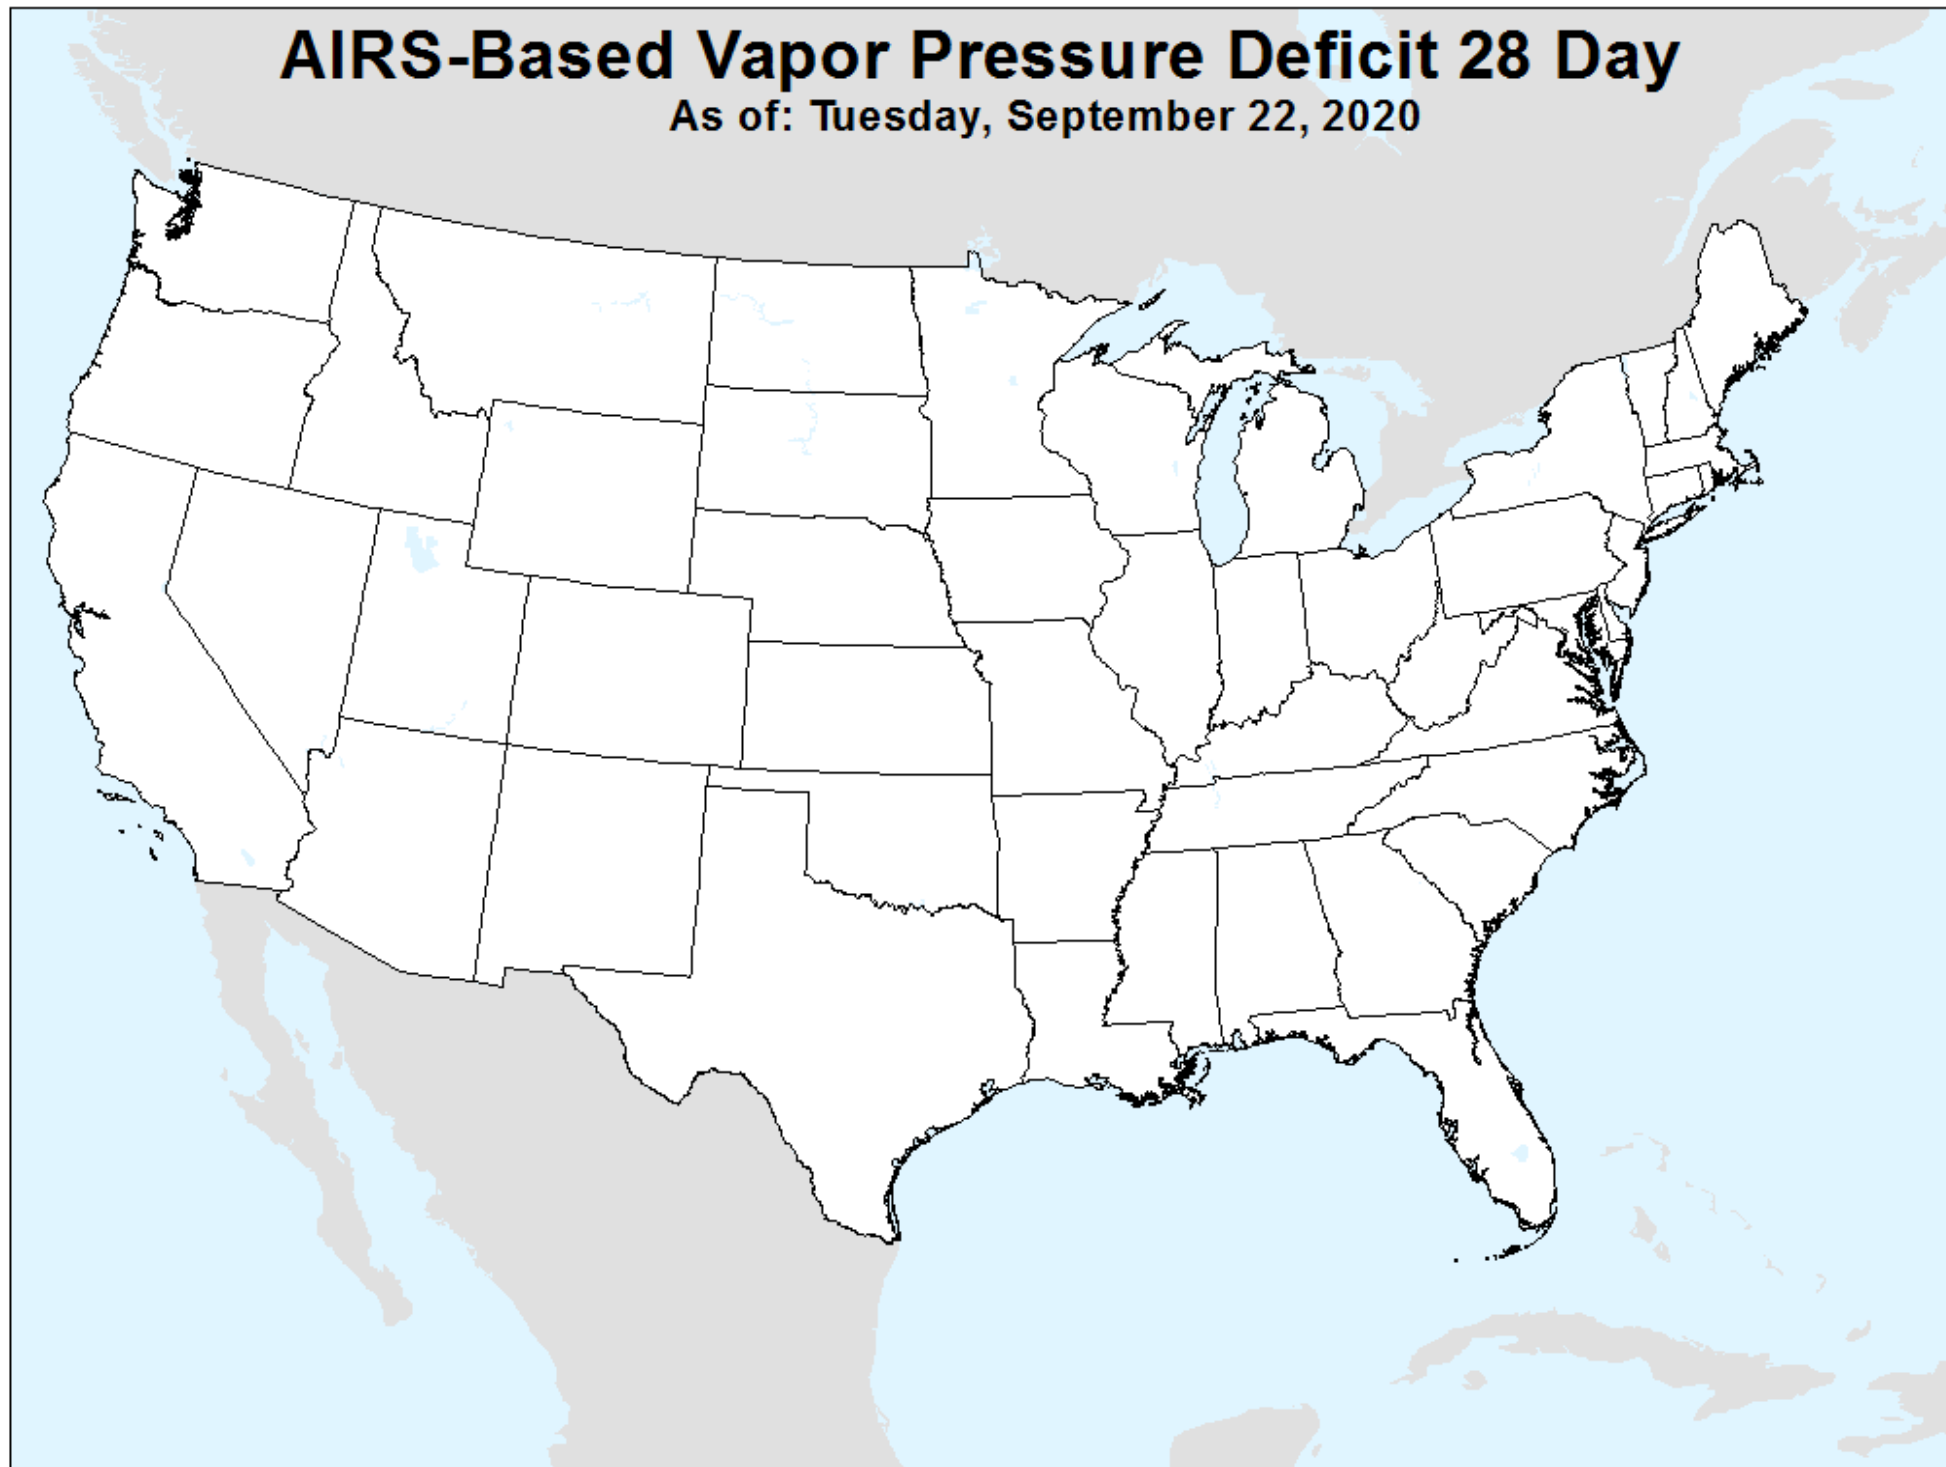 AIRS-Based Vapor Pressure Deficit 28 Day
As of: Tuesday, September 22, 2020